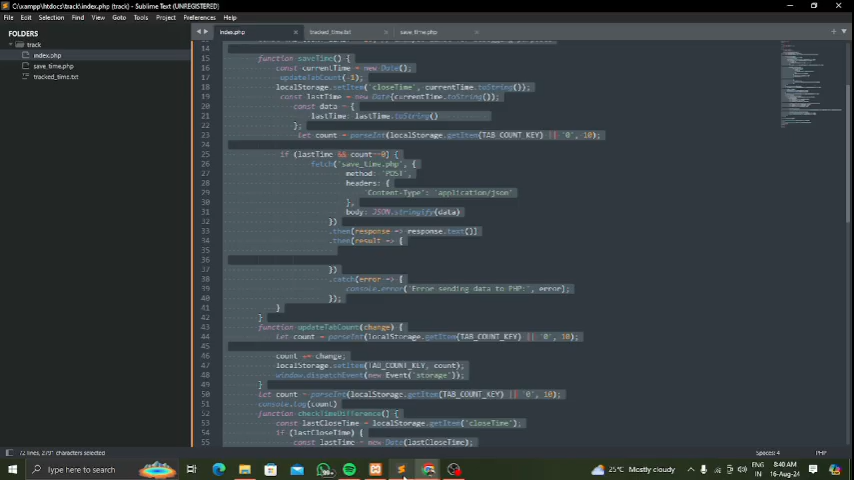 C:\xampp\htdocs\track\index.php (track) - Sublime Text (UNREGISTERED)
File Edit Selection Find View Goto Tools Project Preferences Help
FOLDERS
track
index.php
save_time.php
tracked_time.txt
index.php
tracked_time.txt
save_time.php
14
15 function saveTime() {
16 const currentTime = new Date();
17 updateTabCount(-1);
18 localStorage.setItem('closeTime', currentTime.toString());
19 const lastTime = new Date(currentTime.toString());
20 const data = {
21 lastTime: lastTime.toString()
22 };
23 let count = parseInt(localStorage.getItem(TAB_COUNT_KEY) || '0', 10);
24
25 if (lastTime && count==0) {
26 fetch('save_time.php', {
27 method: 'POST',
28 headers: {
29 'Content-Type': 'application/json'
30 },
31 body: JSON.stringify(data)
32 })
33 .then(response => response.text())
34 .then(result => {
35
36
37 })
38 .catch(error => {
39 console.error('Error sending data to PHP:', error);
40 });
41 }
42 }
43 function updateTabCount(change) {
44 let count = parseInt(localStorage.getItem(TAB_COUNT_KEY) || '0', 10);
45
46 count += change;
47 localStorage.setItem(TAB_COUNT_KEY, count);
48 window.dispatchEvent(new Event('storage'));
49 }
50 let count = parseInt(localStorage.getItem(TAB_COUNT_KEY) || '0', 10);
51 console.log(count)
52 function checkTimeDifference() {
53 const lastCloseTime = localStorage.getItem('closeTime');
54 if (lastCloseTime) {
55 const lastTime = new Date(lastCloseTime);
characters selected
Spaces: 4
PHP
Type here to search
99+
25°C Mostly cloudy
ENG
IN
8:40 AM
16-Aug-24